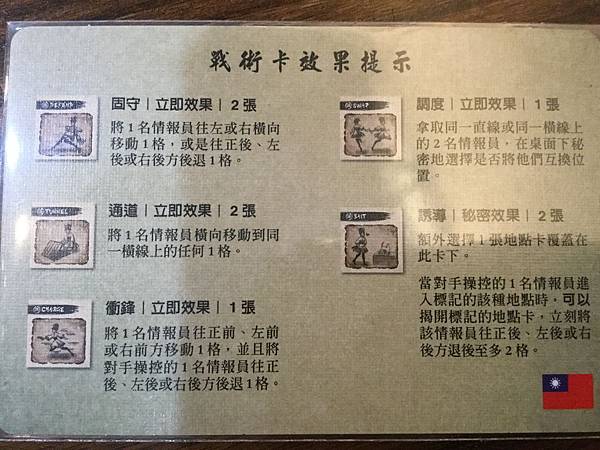 戰術卡效果提示
DEFEND
固守 | 立即效果 | 2 張
將 1 名情報員往左或右橫向
移動 1 格，或是往正後、左
後或右後方後退 1 格。
TUNNEL
通道 | 立即效果 | 2 張
將 1 名情報員橫向移動到同
一橫線上的任何 1 格。
CHARGE
衝鋒 | 立即效果 | 1 張
將 1 名情報員往正前、左前
或右前方移動 1 格，並且將
對手操控的 1 名情報員往正
後、左後或右後方後退 1 格。
SWAP
調度 | 立即效果 | 1 張
拿取同一直線或同一橫線上
的 2 名情報員，在桌面下秘
密地選擇是否將他們互換位
置。
BAIT
誘導 | 秘密效果 | 2 張
額外選擇 1 張地點卡覆蓋在
此卡下。
當對手操控的 1 名情報員進
入標記的該種地點時，可以
揭開標記的地點卡，立刻將
該情報員往正後、左後或右
後方退後至多 2 格。